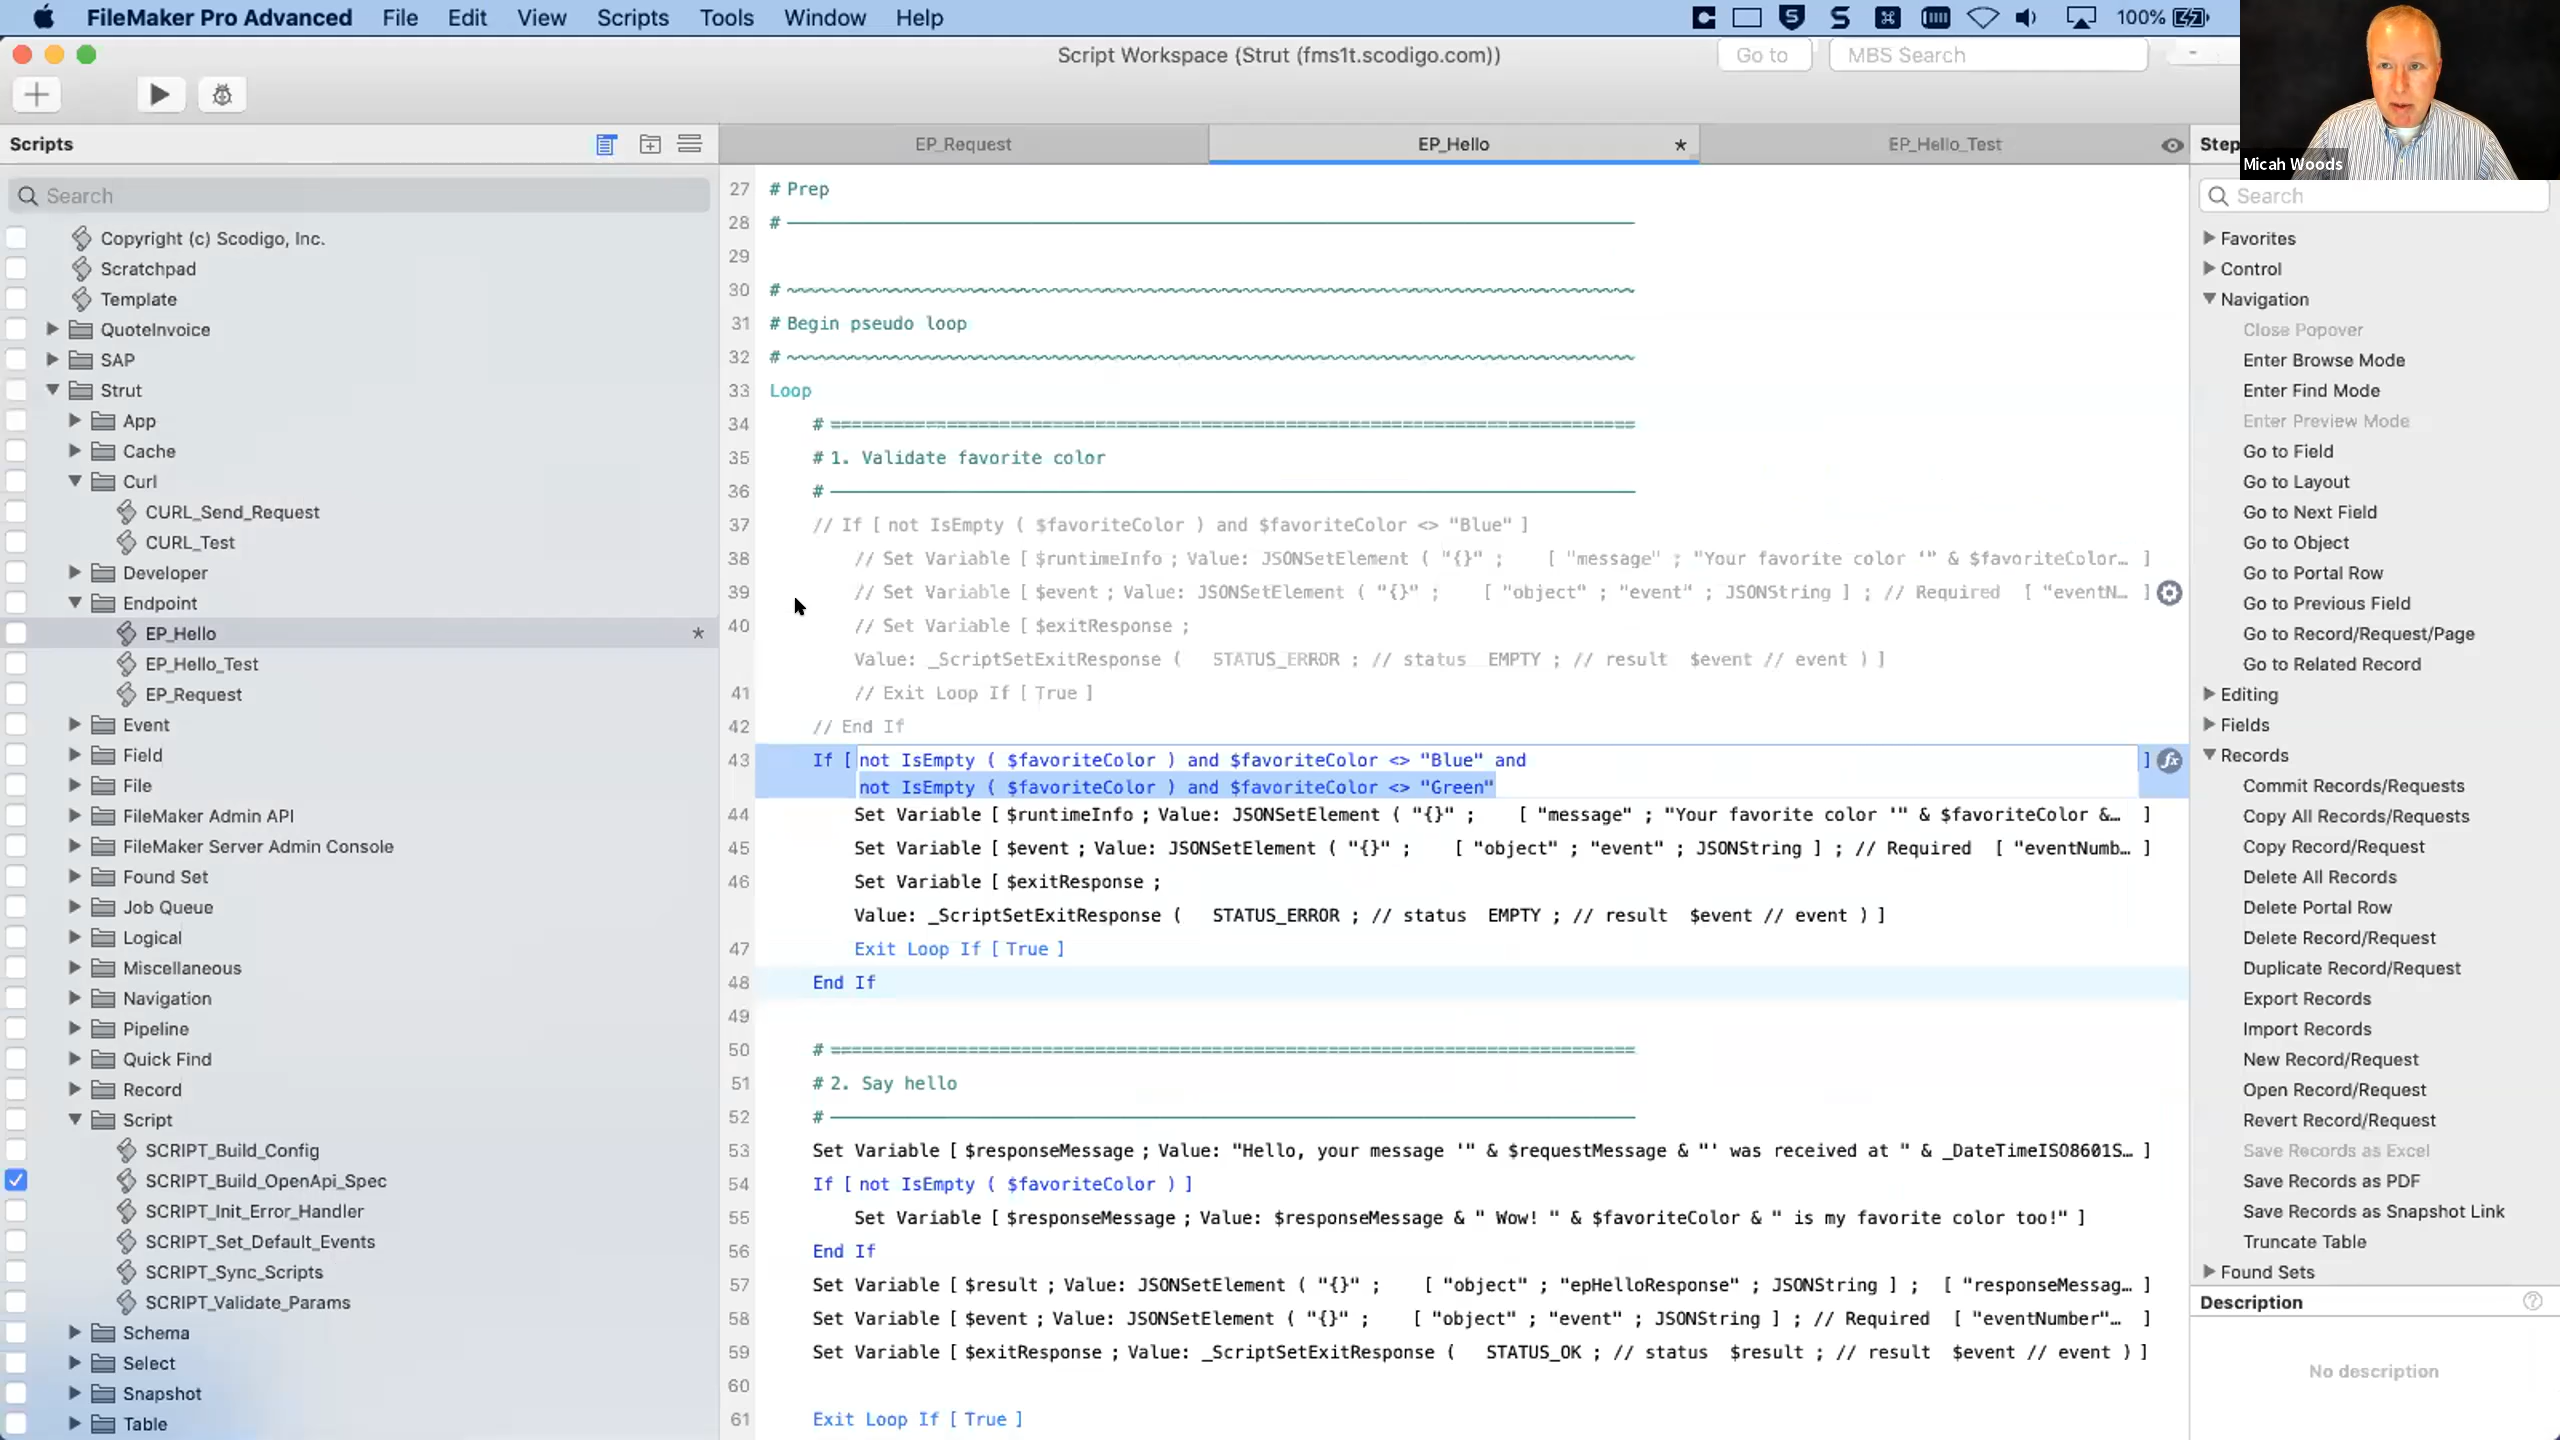 FileMaker Pro Advanced File Edit View Scripts Tools Window Help 100%
Script Workspace (Strut (fms1t.scodigo.com))
Go to
MBS Search
Micah Woods
Scripts
EP_Request
EP_Hello *
EP_Hello_Test
Search
Copyright (c) Scodigo, Inc.
Scratchpad
Template
QuoteInvoice
SAP
Strut
App
Cache
Curl
CURL_Send_Request
CURL_Test
Developer
Endpoint
EP_Hello *
EP_Hello_Test
EP_Request
Event
Field
File
FileMaker Admin API
FileMaker Server Admin Console
Found Set
Job Queue
Logical
Miscellaneous
Navigation
Pipeline
Quick Find
Record
Script
SCRIPT_Build_Config
SCRIPT_Build_OpenApi_Spec
SCRIPT_Init_Error_Handler
SCRIPT_Set_Default_Events
SCRIPT_Sync_Scripts
SCRIPT_Validate_Params
Schema
Select
Snapshot
Table
27 # Prep
28 #
29
30 # ~~~~~~~~~~~~~~~~~~~~~~~~~~~~~~~~~~~~~~~~
31 # Begin pseudo loop
32 # ~~~~~~~~~~~~~~~~~~~~~~~~~~~~~~~~~~~~~~~~
33 Loop
34 # ========================================
35 # 1. Validate favorite color
36 #
37 // If [ not IsEmpty ( $favoriteColor ) and $favoriteColor <> "Blue" ]
38 // Set Variable [ $runtimeInfo ; Value: JSONSetElement ( "{}" ; [ "message" ; "Your favorite color '" & $favoriteColor… ]
39 // Set Variable [ $event ; Value: JSONSetElement ( "{}" ; [ "object" ; "event" ; JSONString ] ; // Required [ "eventN… ]
40 // Set Variable [ $exitResponse ;
Value: _ScriptSetExitResponse ( STATUS_ERROR ; // status EMPTY ; // result $event // event ) ]
41 // Exit Loop If [ True ]
42 // End If
43 If [ not IsEmpty ( $favoriteColor ) and $favoriteColor <> "Blue" and ] fx
not IsEmpty ( $favoriteColor ) and $favoriteColor <> "Green"
44 Set Variable [ $runtimeInfo ; Value: JSONSetElement ( "{}" ; [ "message" ; "Your favorite color '" & $favoriteColor &… ]
45 Set Variable [ $event ; Value: JSONSetElement ( "{}" ; [ "object" ; "event" ; JSONString ] ; // Required [ "eventNumb… ]
46 Set Variable [ $exitResponse ;
Value: _ScriptSetExitResponse ( STATUS_ERROR ; // status EMPTY ; // result $event // event ) ]
47 Exit Loop If [ True ]
48 End If
49
50 # ========================================
51 # 2. Say hello
52 #
53 Set Variable [ $responseMessage ; Value: "Hello, your message '" & $requestMessage & "' was received at " & _DateTimeISO8601S… ]
54 If [ not IsEmpty ( $favoriteColor ) ]
55 Set Variable [ $responseMessage ; Value: $responseMessage & " Wow! " & $favoriteColor & " is my favorite color too!" ]
56 End If
57 Set Variable [ $result ; Value: JSONSetElement ( "{}" ; [ "object" ; "epHelloResponse" ; JSONString ] ; [ "responseMessag… ]
58 Set Variable [ $event ; Value: JSONSetElement ( "{}" ; [ "object" ; "event" ; JSONString ] ; // Required [ "eventNumber"… ]
59 Set Variable [ $exitResponse ; Value: _ScriptSetExitResponse ( STATUS_OK ; // status $result ; // result $event // event ) ]
60
61 Exit Loop If [ True ]
Search
Favorites
Control
Navigation
Close Popover
Enter Browse Mode
Enter Find Mode
Enter Preview Mode
Go to Field
Go to Layout
Go to Next Field
Go to Object
Go to Portal Row
Go to Previous Field
Go to Record/Request/Page
Go to Related Record
Editing
Fields
Records
Commit Records/Requests
Copy All Records/Requests
Copy Record/Request
Delete All Records
Delete Portal Row
Delete Record/Request
Duplicate Record/Request
Export Records
Import Records
New Record/Request
Open Record/Request
Revert Record/Request
Save Records as Excel
Save Records as PDF
Save Records as Snapshot Link
Truncate Table
Found Sets
Description
No description